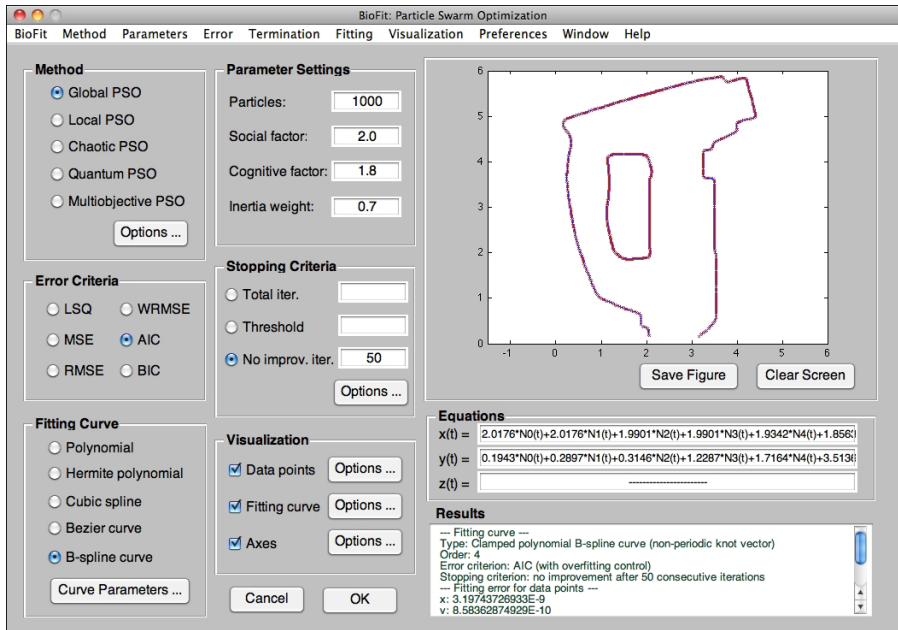 BioFit: Particle Swarm Optimization
BioFit Method Parameters Error Termination Fitting Visualization Preferences Window Help
Method
Global PSO
Local PSO
Chaotic PSO
Quantum PSO
Multiobjective PSO
Options ...
Parameter Settings
Particles: 1000
Social factor: 2.0
Cognitive factor: 1.8
Inertia weight: 0.7
Error Criteria
LSQ WRMSE
MSE AIC
RMSE BIC
Stopping Criteria
Total iter.
Threshold
No improv. iter. 50
Options ...
Fitting Curve
Polynomial
Hermite polynomial
Cubic spline
Bezier curve
B-spline curve
Curve Parameters ...
Visualization
Data points Options ...
Fitting curve Options ...
Axes Options ...
Cancel OK
6
5
4
3
2
1
0
-1 0 1 2 3 4 5 6
Save Figure Clear Screen
Equations
x(t) = 2.0176*N0(t)+2.0176*N1(t)+1.9901*N2(t)+1.9901*N3(t)+1.9342*N4(t)+1.856
y(t) = 0.1943*N0(t)+0.2897*N1(t)+0.3146*N2(t)+1.2287*N3(t)+1.7164*N4(t)+3.513
z(t) = ----------------------
Results
--- Fitting curve ---
Type: Clamped polynomial B-spline curve (non-periodic knot vector)
Order: 4
Error criterion: AIC (with overfitting control)
Stopping criterion: no improvement after 50 consecutive iterations
--- Fitting error for data points ---
x: 3.19743726933E-9
y: 8.58362874929E-10